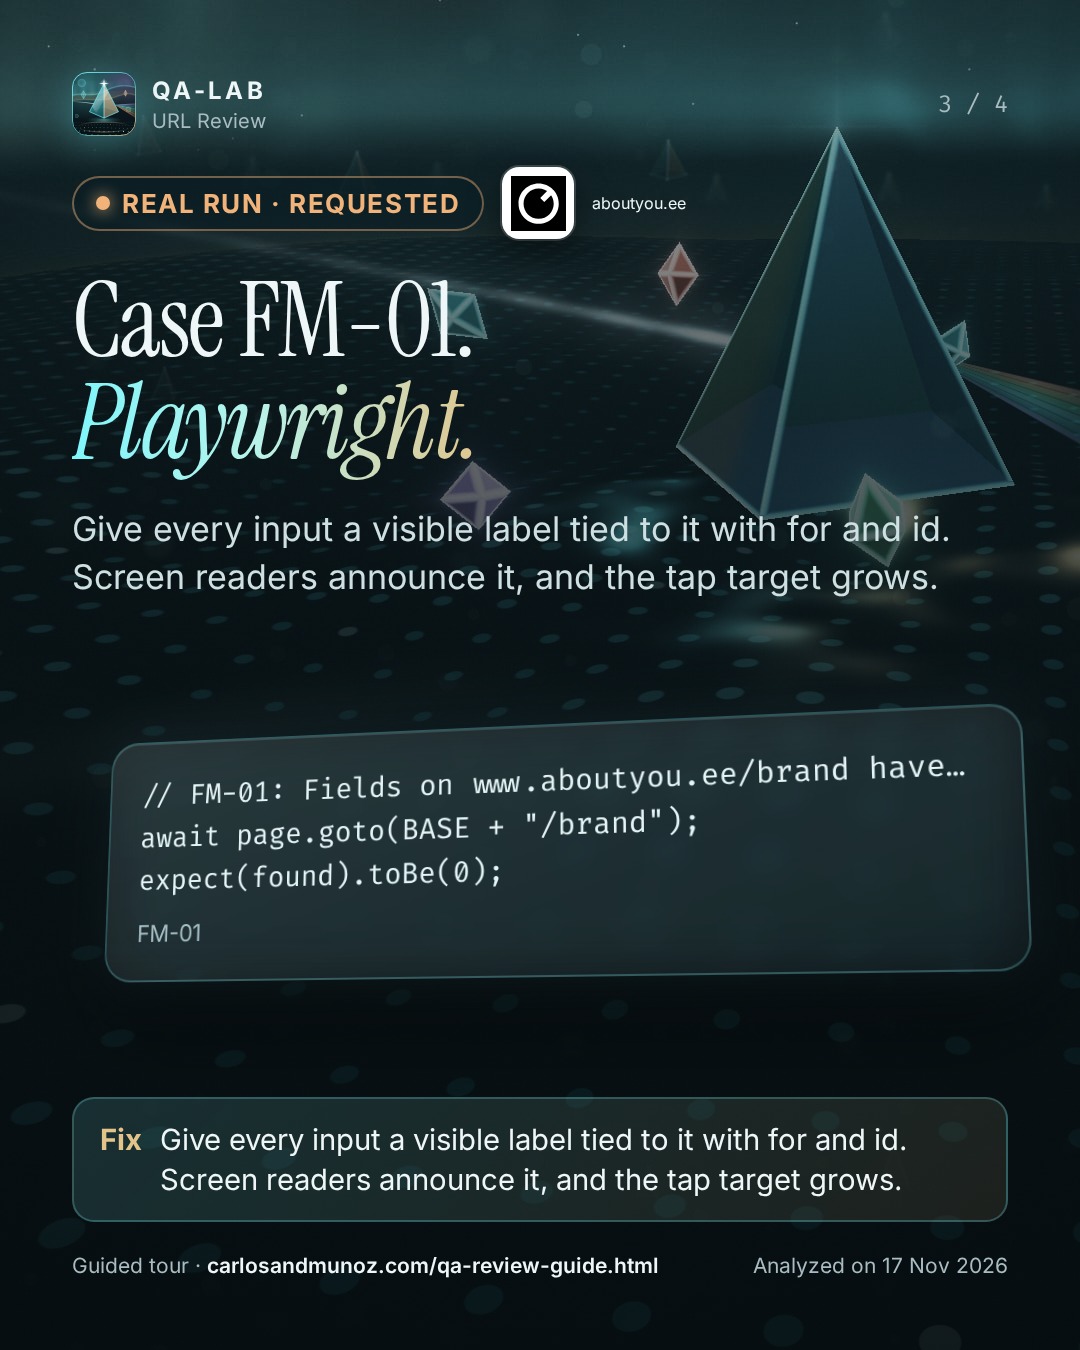 QA-LAB
URL Review
3 / 4
REAL RUN · REQUESTED
aboutyou.ee
Case FM-01.
Playwright.
Give every input a visible label tied to it with for and id.
Screen readers announce it, and the tap target grows.
// FM-01: Fields on www.aboutyou.ee/brand have…
await page.goto(BASE + "/brand");
expect(found).toBe(0);
FM-01
Fix Give every input a visible label tied to it with for and id.
Screen readers announce it, and the tap target grows.
Guided tour · carlosandmunoz.com/qa-review-guide.html
Analyzed on 17 Nov 2026